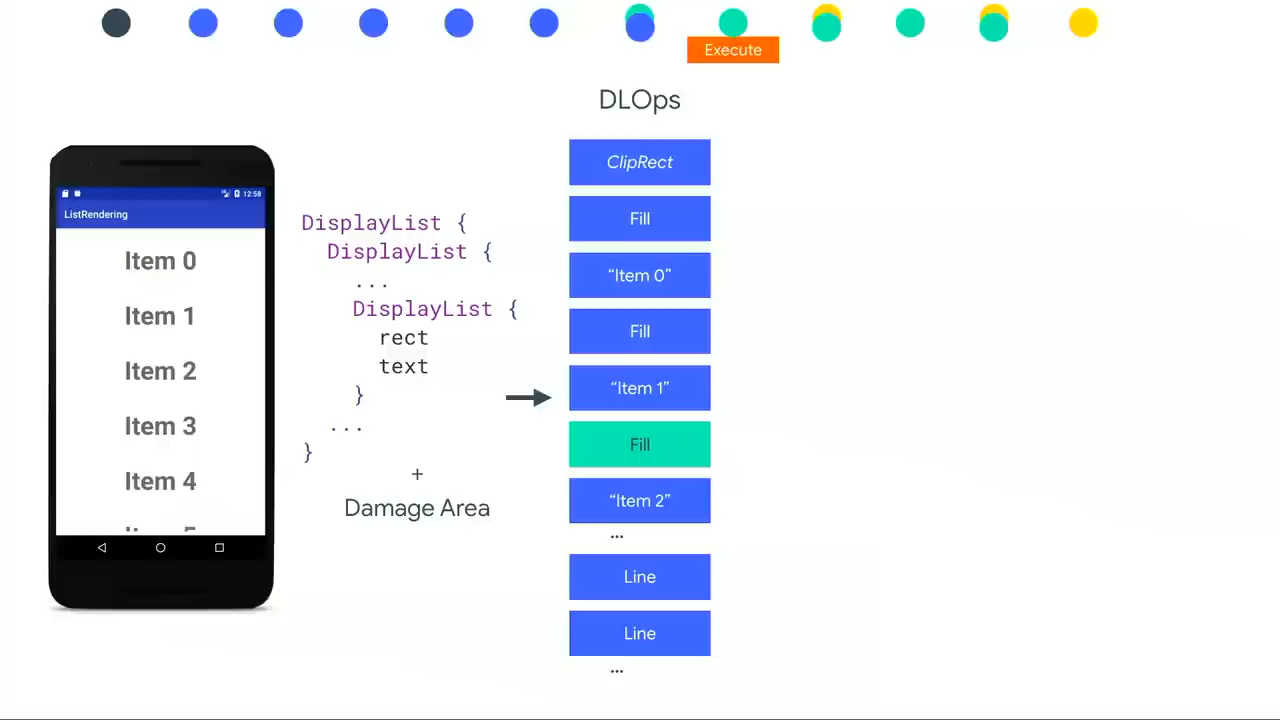 Execute
DLOps
ClipRect
Fill
“Item 0”
Fill
“Item 1”
Fill
“Item 2”
...
Line
Line
...
12:58
ListRendering
Item 0
Item 1
Item 2
Item 3
Item 4
DisplayList {
DisplayList {
...
DisplayList {
rect
text
}
...
}
+
Damage Area